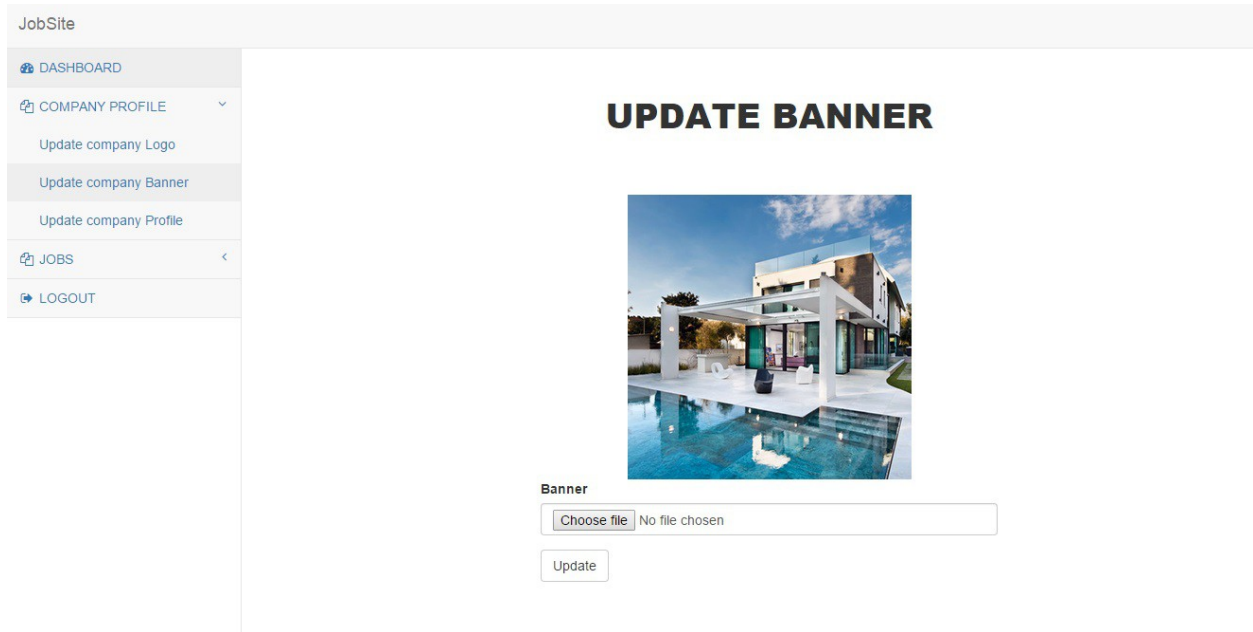 JobSite
DASHBOARD
COMPANY PROFILE
Update company Logo
Update company Banner
Update company Profile
JOBS
LOGOUT
UPDATE BANNER
Banner
Choose file No file chosen
Update